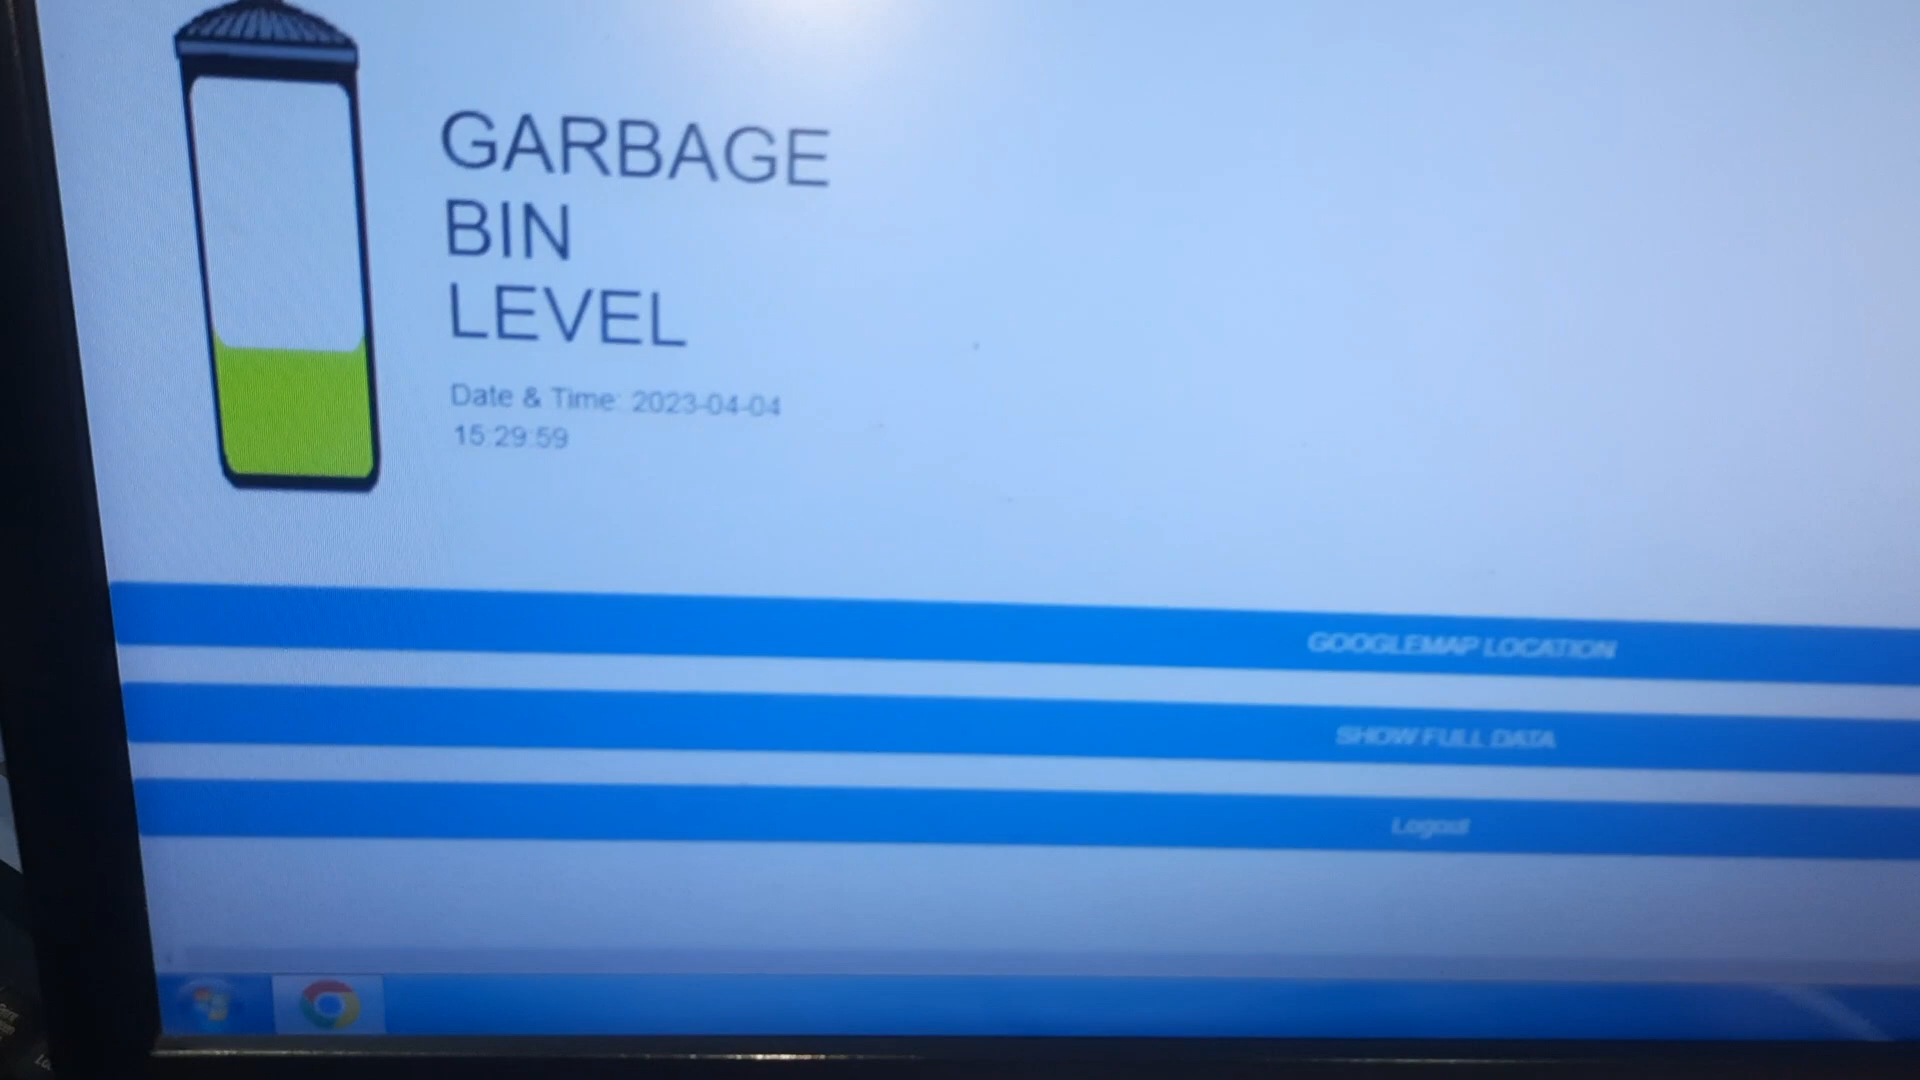 GARBAGE
BIN
LEVEL
Date & Time: 2023-04-04
15:29:59
GOOGLEMAP LOCATION
SHOW FULL DATA
Logout